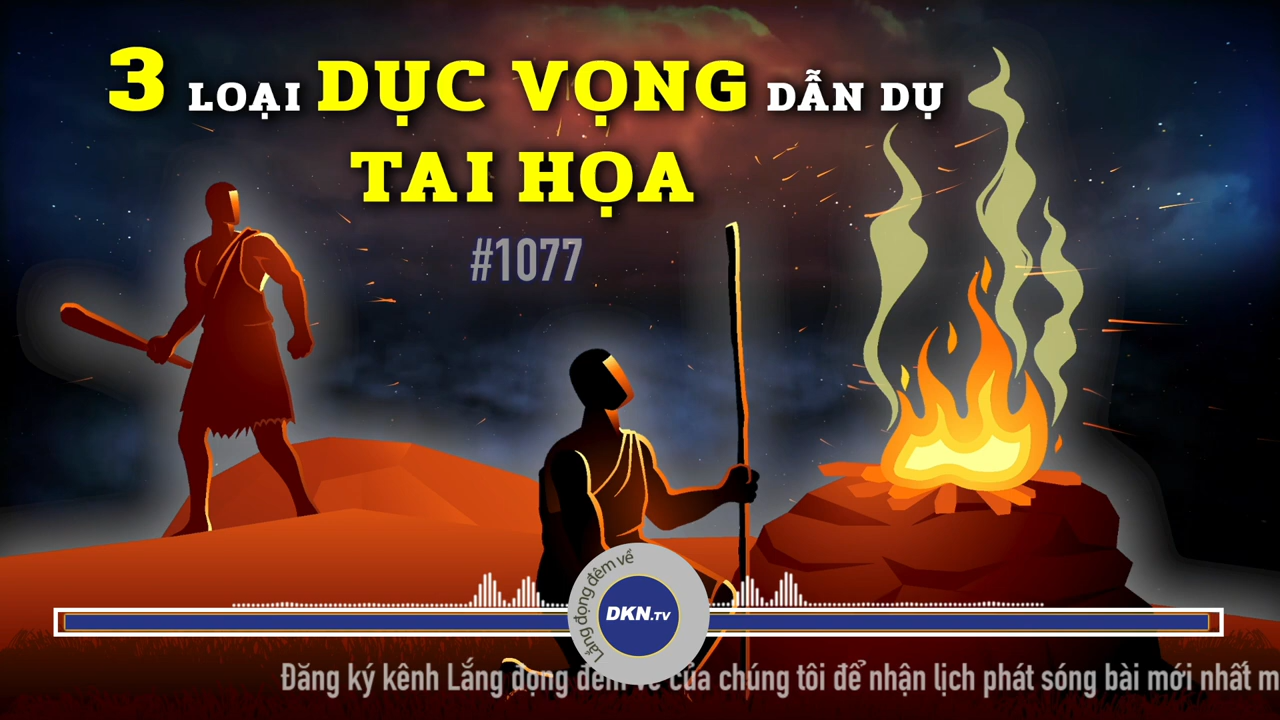 3 LOẠI DỤC VỌNG DẪN DỤ
TAI HỌA
#1077
Lắng đọng đêm về
DKN.TV
Đăng ký kênh Lắng đọng đêm về của chúng tôi để nhận lịch phát sóng bài mới nhất m